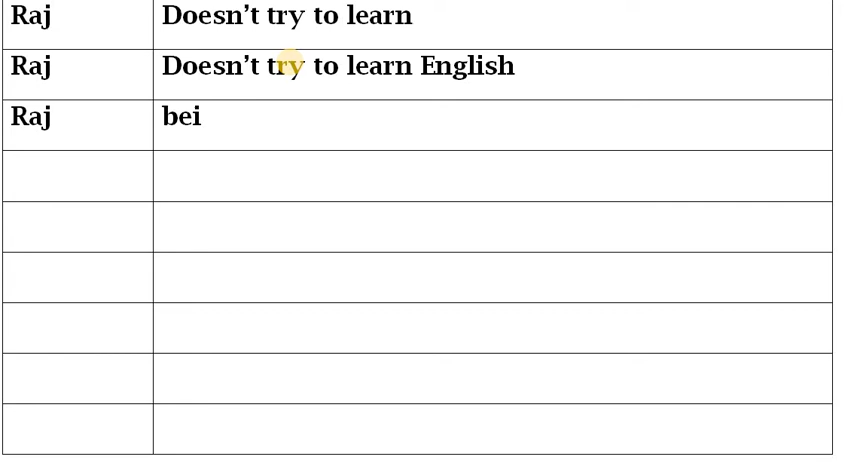 Raj Doesn’t try to learn
Raj Doesn’t try to learn English
Raj bei